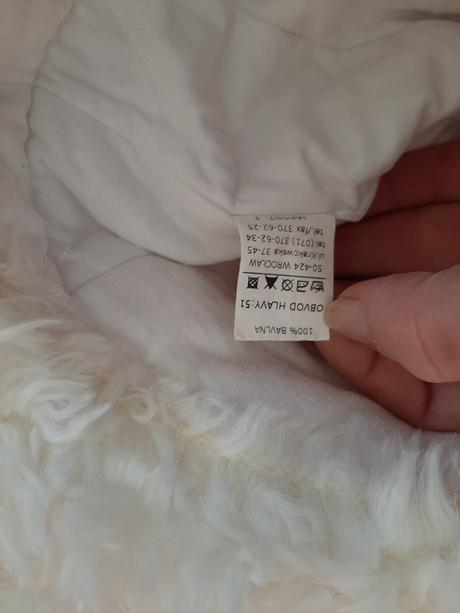 100% BAVLNA
OBVOD HLAVY:51
50-424 WROCŁAW
ul.Krakowska 37-45
tel.(071) 370-62-34
tel./fax 370-62-25